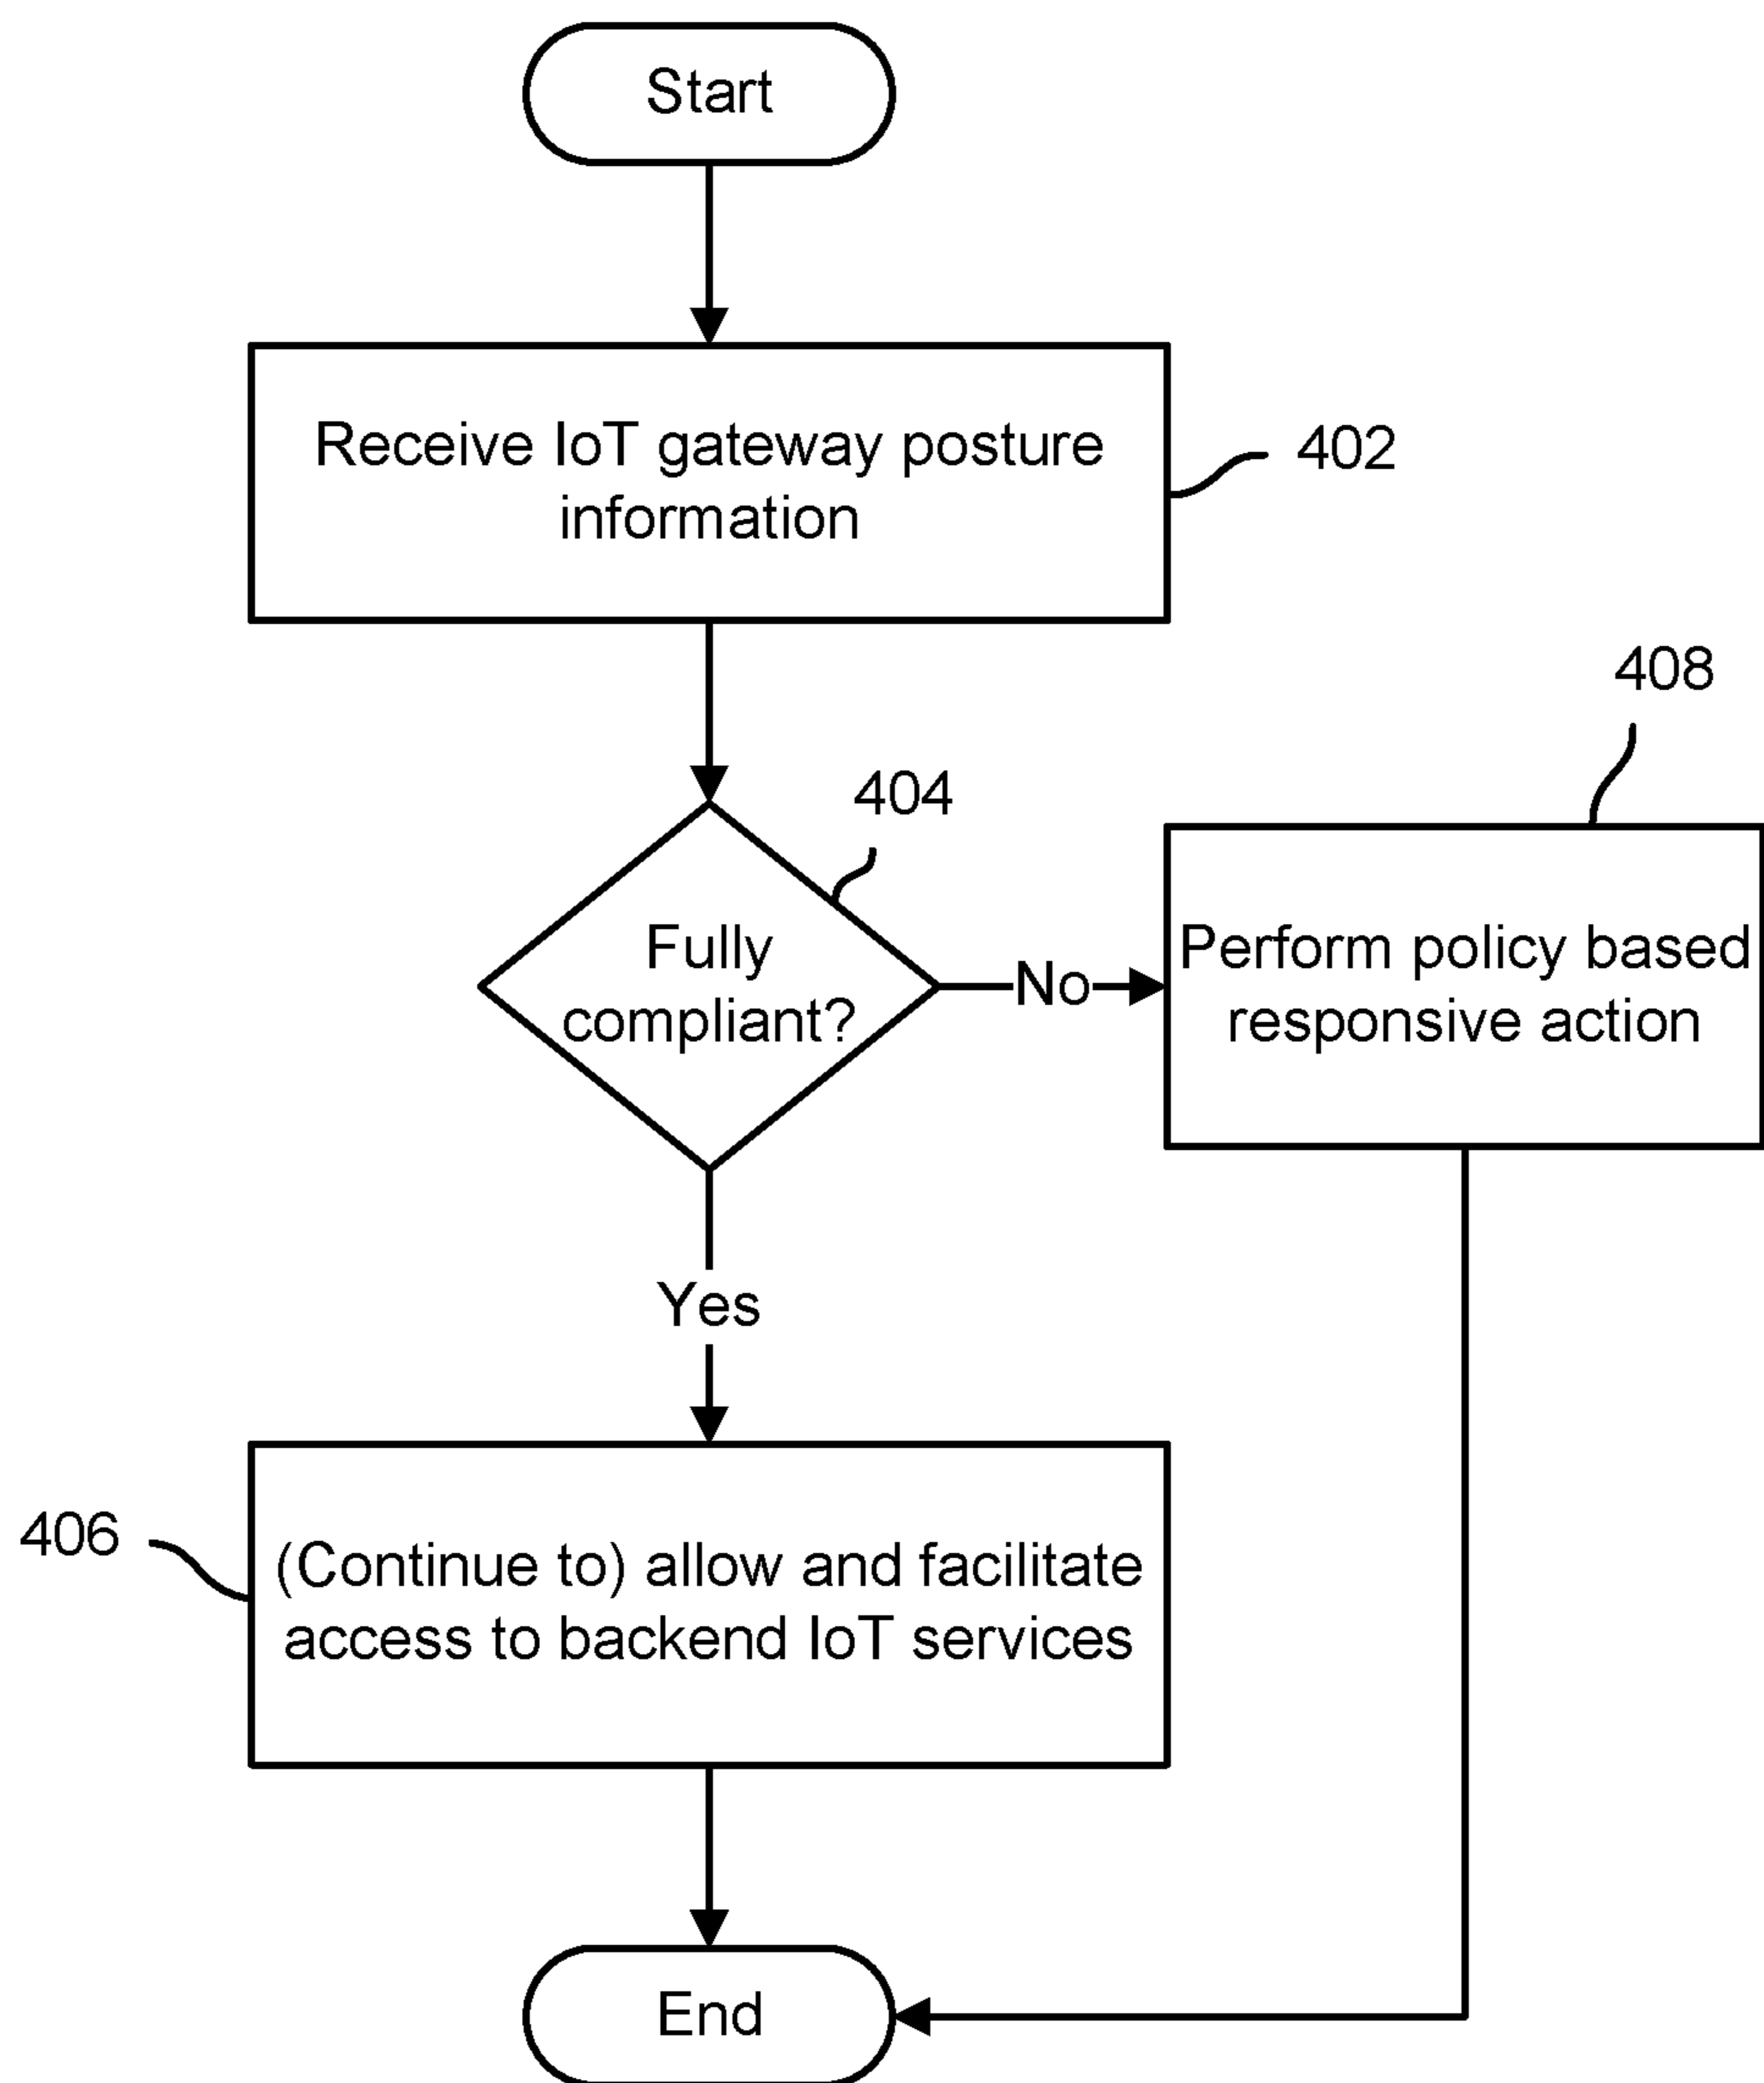 Start
Receive IoT gateway posture
information
402
408
404
Fully
compliant?
No
Perform policy based
responsive action
Yes
406
(Continue to) allow and facilitate
access to backend IoT services
End